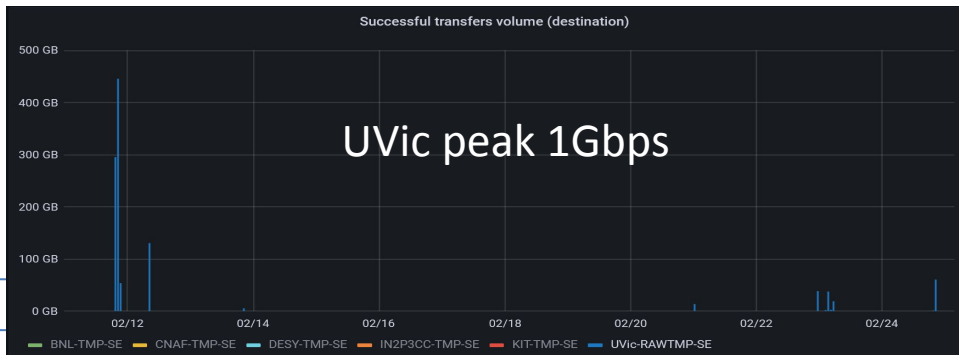 Successful transfers volume (destination)
500 GB
400 GB
300 GB
200 GB
100 GB
0 GB
UVic peak 1Gbps
02/12 02/14 02/16 02/18 02/20 02/22 02/24
BNL-TMP-SE CNAF-TMP-SE DESY-TMP-SE IN2P3CC-TMP-SE KIT-TMP-SE UVic-RAWTMP-SE